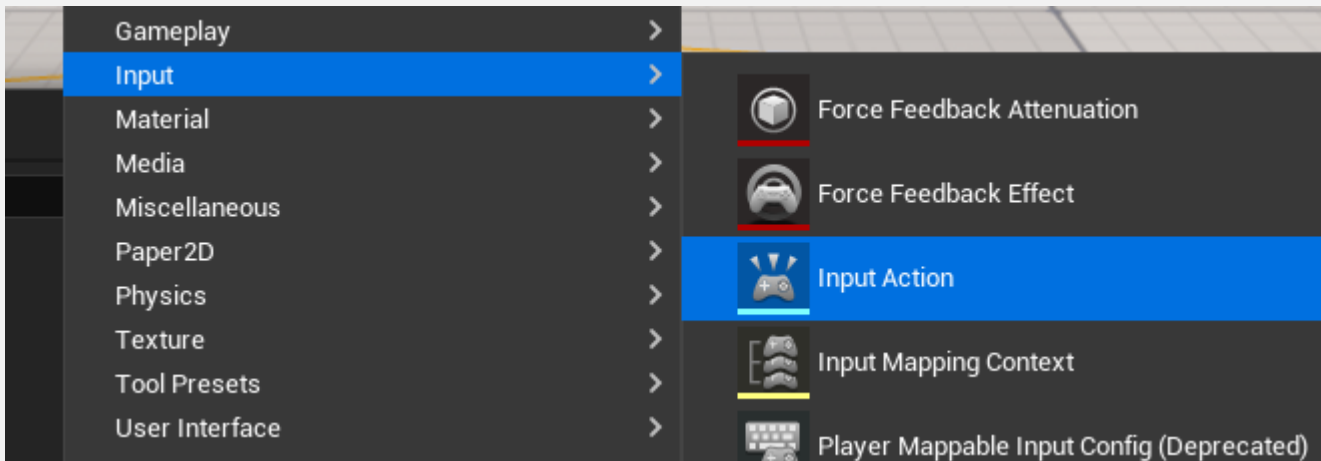 Gameplay
Input
Material
Media
Miscellaneous
Paper2D
Physics
Texture
Tool Presets
User Interface
Force Feedback Attenuation
Force Feedback Effect
Input Action
Input Mapping Context
Player Mappable Input Config (Deprecated)